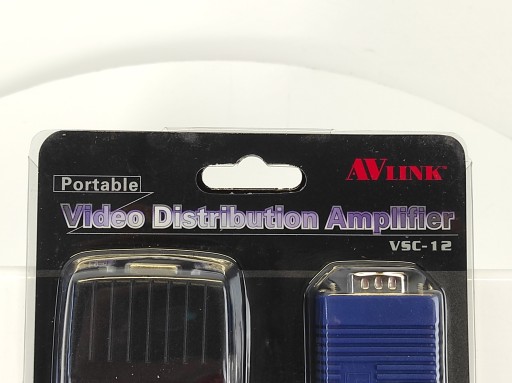 AVLINK
Portable
Video Distribution Amplifier
VSC-12